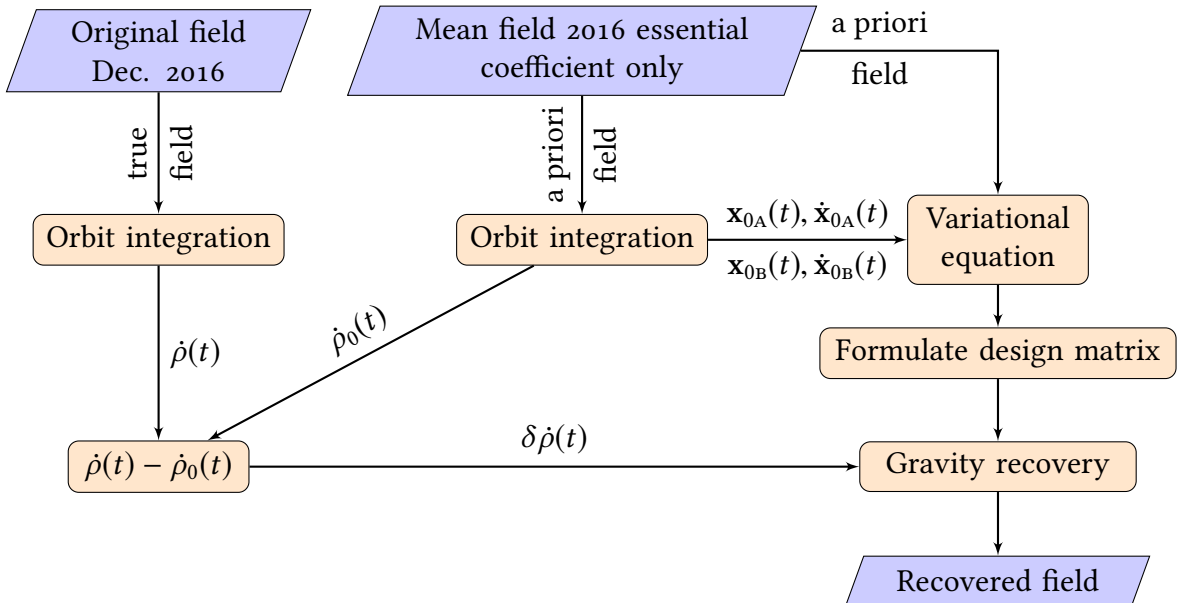 Original field
Dec. 2016
Mean field 2016 essential
coefficient only
a priori
field
true
field
a priori
field
Orbit integration
Orbit integration
𝐱₀A(t), 𝐱̇₀A(t)
𝐱₀B(t), 𝐱̇₀B(t)
Variational
equation
ρ̇(t)
ρ̇₀(t)
Formulate design matrix
ρ̇(t) − ρ̇₀(t)
δρ̇(t)
Gravity recovery
Recovered field